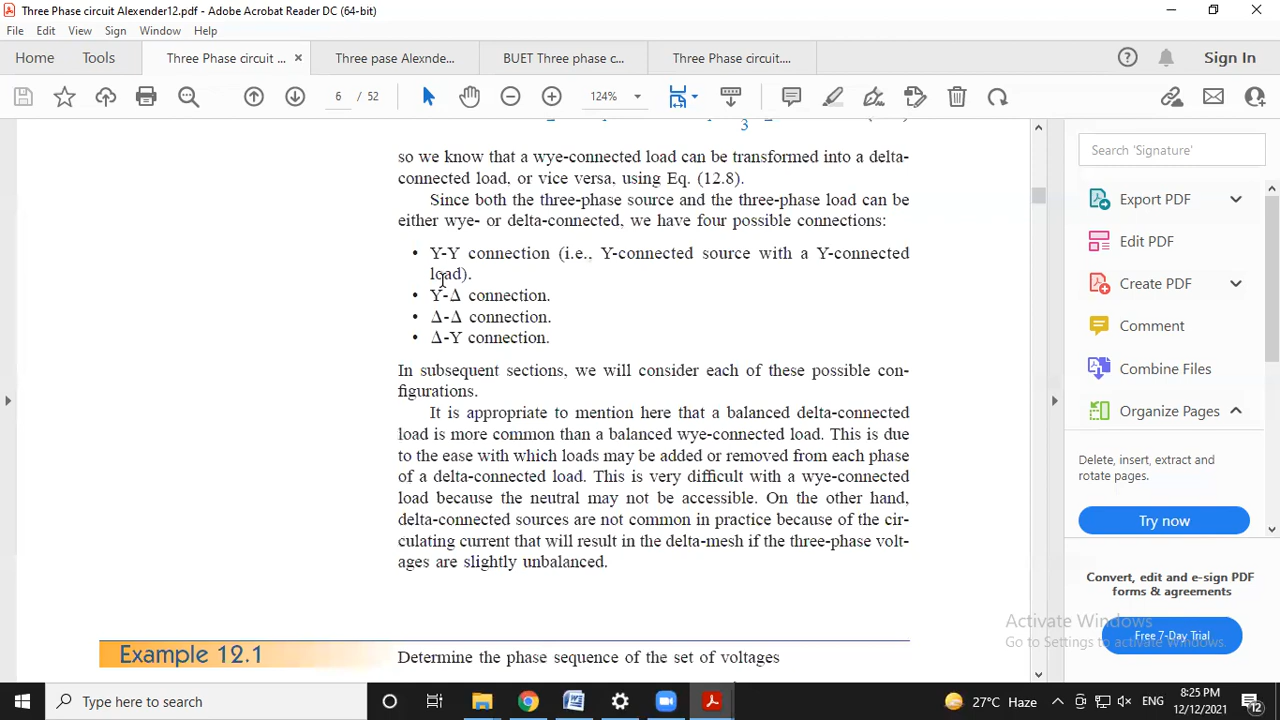 Three Phase circuit Alexender12.pdf - Adobe Acrobat Reader DC (64-bit)
File Edit View Sign Window Help
Home Tools Three Phase circuit ... × Three pase Alexnde... BUET Three phase c... Three Phase circuit.... Sign In
6 / 52 124%
3
so we know that a wye-connected load can be transformed into a delta-
connected load, or vice versa, using Eq. (12.8).
Since both the three-phase source and the three-phase load can be
either wye- or delta-connected, we have four possible connections:
• Y-Y connection (i.e., Y-connected source with a Y-connected
load).
• Y-Δ connection.
• Δ-Δ connection.
• Δ-Y connection.
In subsequent sections, we will consider each of these possible con-
figurations.
It is appropriate to mention here that a balanced delta-connected
load is more common than a balanced wye-connected load. This is due
to the ease with which loads may be added or removed from each phase
of a delta-connected load. This is very difficult with a wye-connected
load because the neutral may not be accessible. On the other hand,
delta-connected sources are not common in practice because of the cir-
culating current that will result in the delta-mesh if the three-phase volt-
ages are slightly unbalanced.
Example 12.1 Determine the phase sequence of the set of voltages
Search 'Signature'
Export PDF
Edit PDF
Create PDF
Comment
Combine Files
Organize Pages
Delete, insert, extract and
rotate pages.
Try now
Convert, edit and e-sign PDF
forms & agreements
Free 7-Day Trial
Activate Windows
Go to Settings to activate Windows.
Type here to search
27°C Haze ENG 8:25 PM
12/12/2021
12